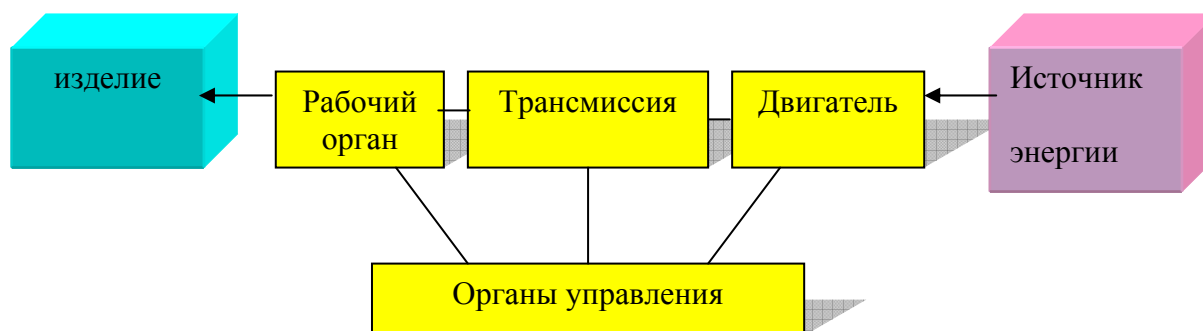 изделие
Рабочий
орган
Трансмиссия
Двигатель
Источник
энергии
Органы управления